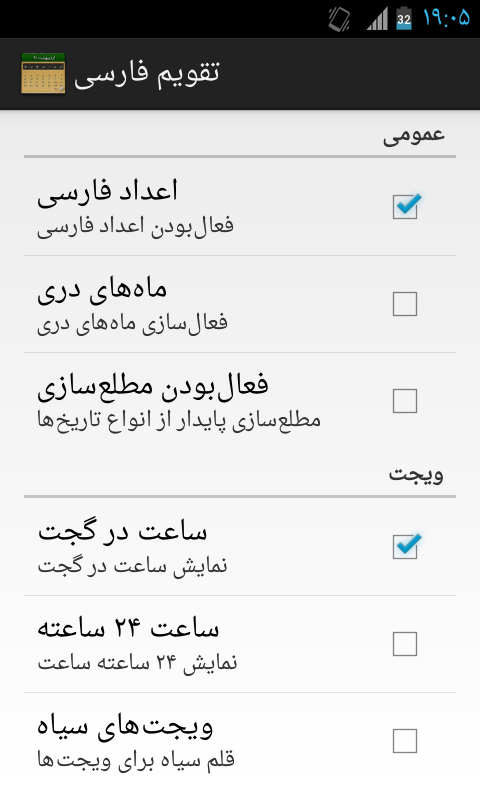 ۱۹:۰۵
32
تقویم فارسی
عمومی
اعداد فارسی
فعال‌بودن اعداد فارسی
ماه‌های دری
فعال‌سازی ماه‌های دری
فعال‌بودن مطلع‌سازی
مطلع‌سازی پایدار از انواع تاریخ‌ها
ویجت
ساعت در گجت
نمایش ساعت در گجت
ساعت ۲۴ ساعته
نمایش ۲۴ ساعته ساعت
ویجت‌های سیاه
قلم سیاه برای ویجت‌ها